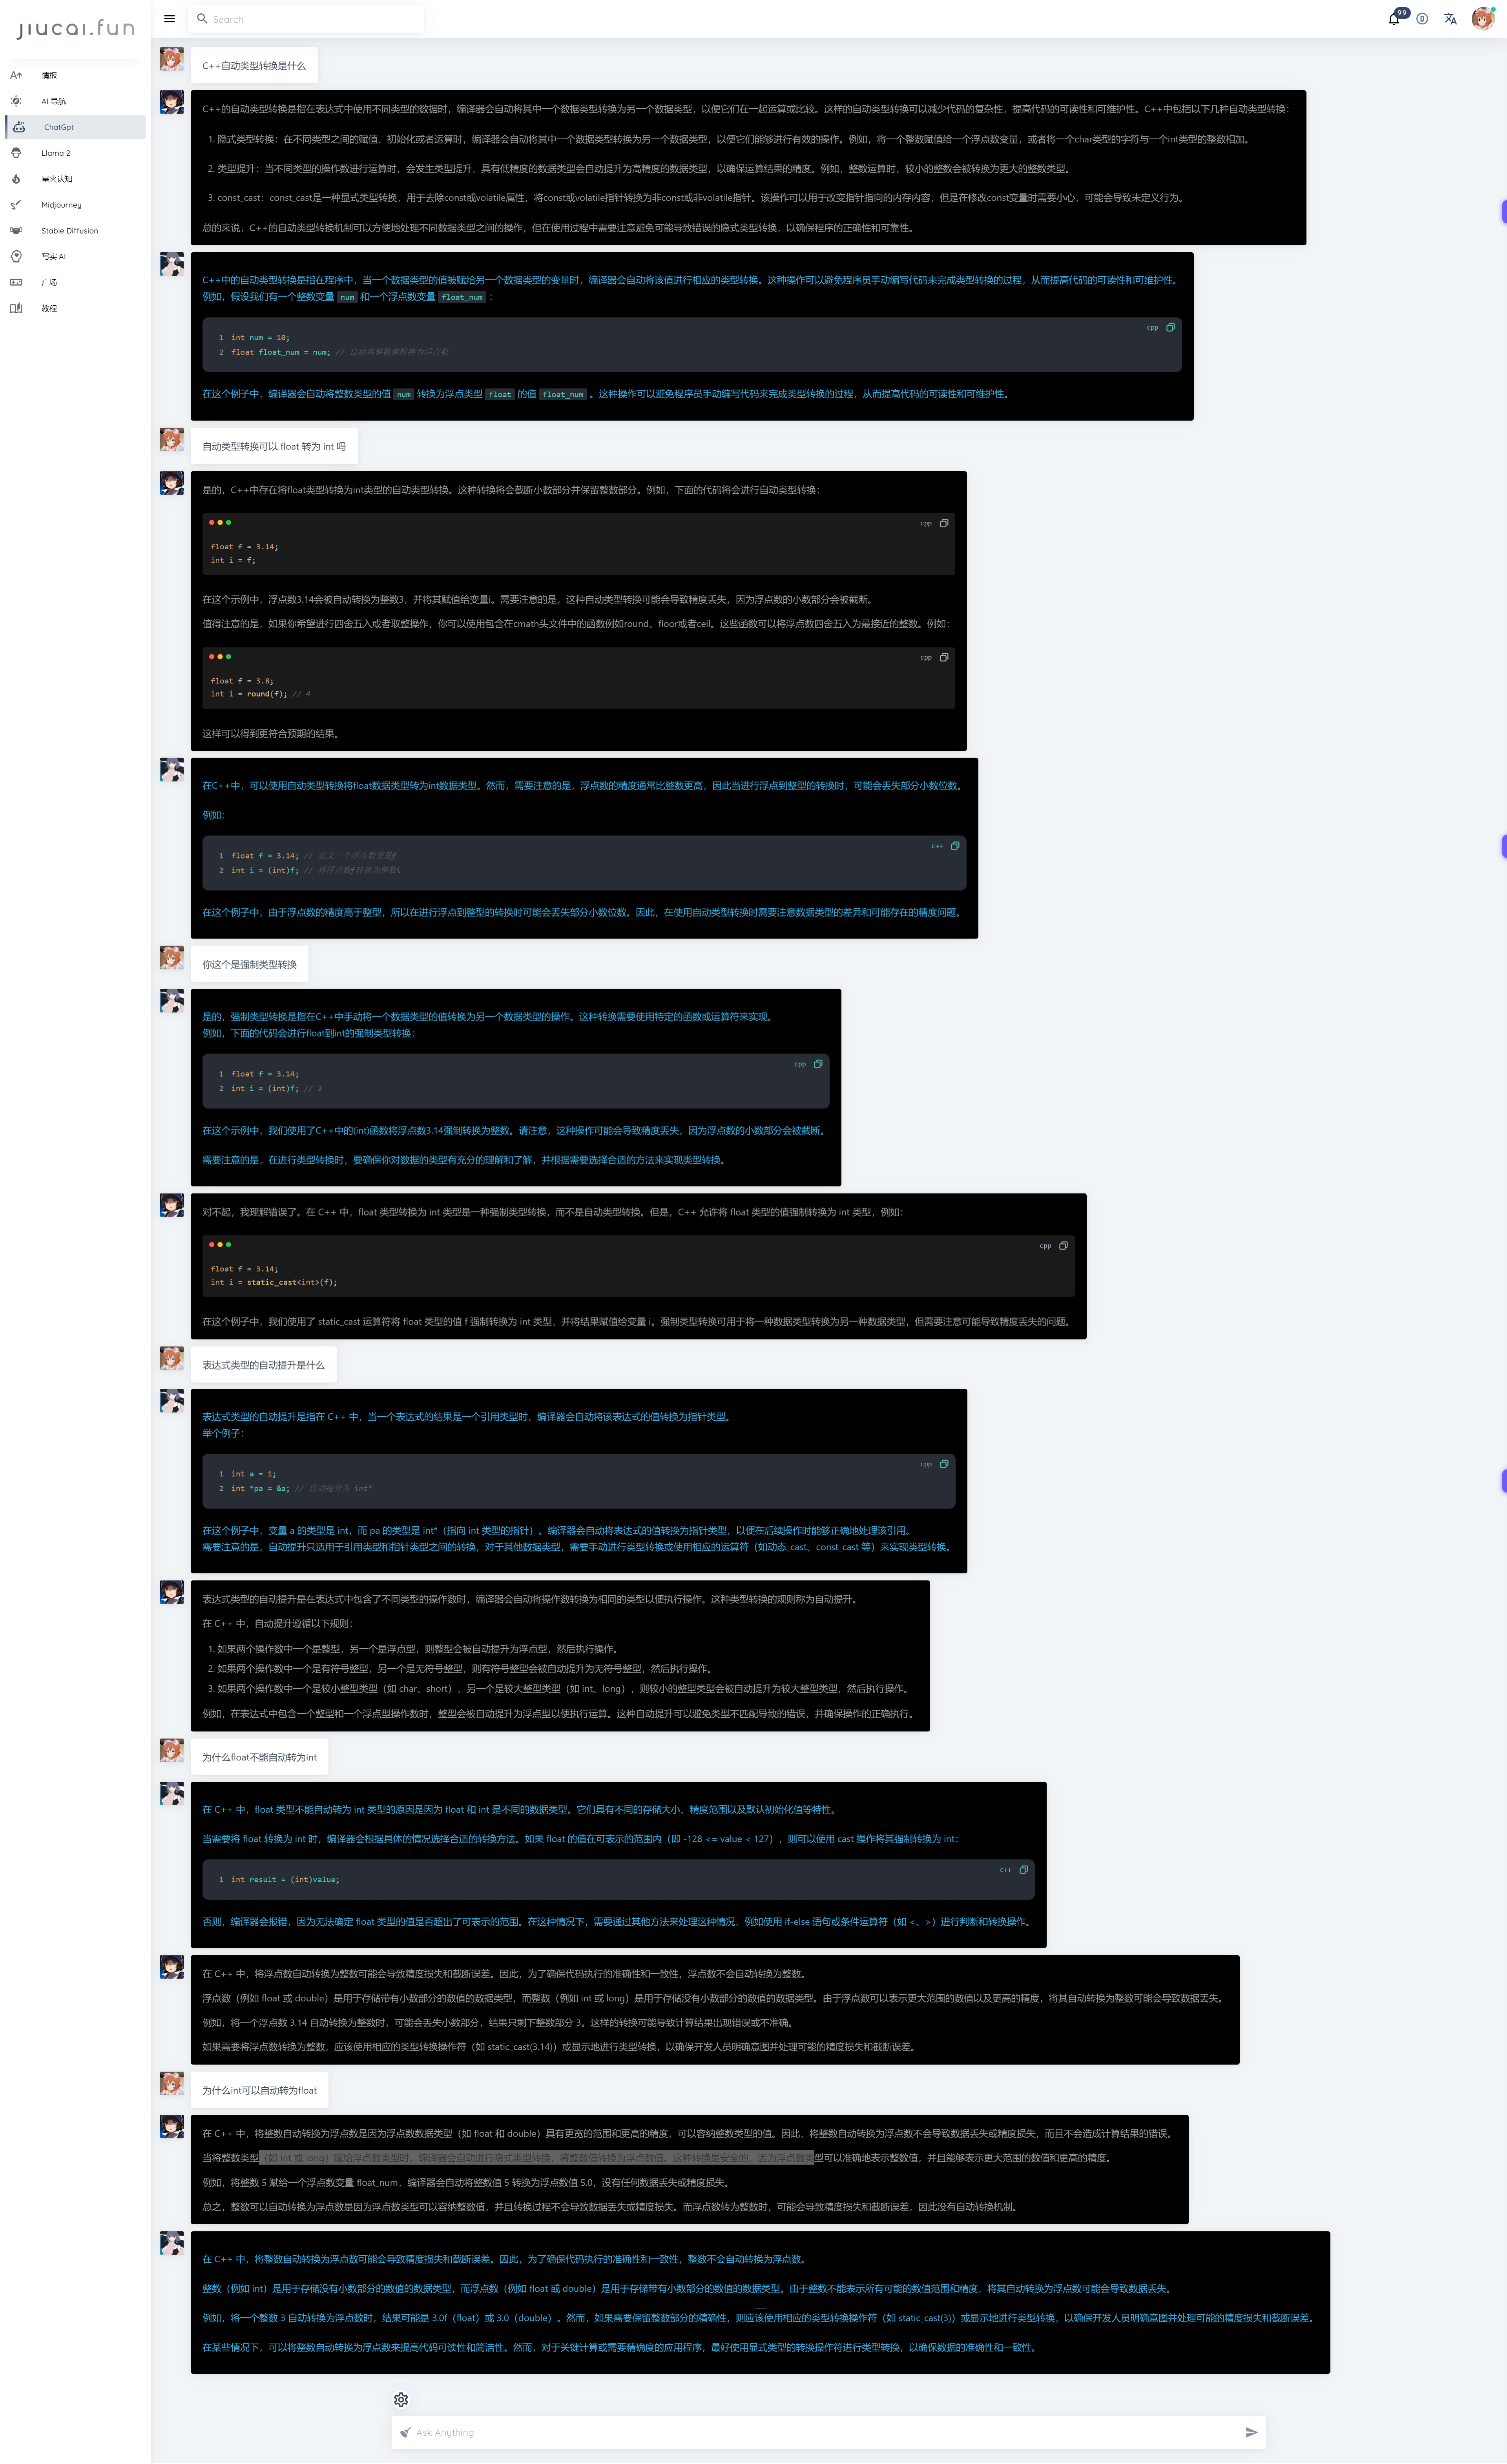 jiucai.fun
Search
99
情报
AI 导航
ChatGpt
Llama 2
星火认知
Midjourney
Stable Diffusion
写实 AI
广场
教程
C++自动类型转换是什么
C++的自动类型转换是指在表达式中使用不同类型的数据时，编译器会自动将其中一个数据类型转换为另一个数据类型，以便它们在一起运算或比较。这样的自动类型转换可以减少代码的复杂性，提高代码的可读性和可维护性。C++中包括以下几种自动类型转换：
1. 隐式类型转换：在不同类型之间的赋值、初始化或者运算时，编译器会自动将其中一个数据类型转换为另一个数据类型，以便它们能够进行有效的操作。例如，将一个整数赋值给一个浮点数变量，或者将一个char类型的字符与一个int类型的整数相加。
2. 类型提升：当不同类型的操作数进行运算时，会发生类型提升，具有低精度的数据类型会自动提升为高精度的数据类型，以确保运算结果的精度。例如，整数运算时，较小的整数会被转换为更大的整数类型。
3. const_cast：const_cast是一种显式类型转换，用于去除const或volatile属性，将const或volatile指针转换为非const或非volatile指针。该操作可以用于改变指针指向的内存内容，但是在修改const变量时需要小心，可能会导致未定义行为。
总的来说，C++的自动类型转换机制可以方便地处理不同数据类型之间的操作，但在使用过程中需要注意避免可能导致错误的隐式类型转换，以确保程序的正确性和可靠性。
C++中的自动类型转换是指在程序中，当一个数据类型的值被赋给另一个数据类型的变量时，编译器会自动将该值进行相应的类型转换。这种操作可以避免程序员手动编写代码来完成类型转换的过程，从而提高代码的可读性和可维护性。
例如，假设我们有一个整数变量 num 和一个浮点数变量 float_num ：
cpp
1 int num = 10;
2 float float_num = num; // 自动将整数值转换为浮点数
在这个例子中，编译器会自动将整数类型的值 num 转换为浮点类型 float 的值 float_num 。这种操作可以避免程序员手动编写代码来完成类型转换的过程，从而提高代码的可读性和可维护性。
自动类型转换可以 float 转为 int 吗
是的，C++中存在将float类型转换为int类型的自动类型转换。这种转换将会截断小数部分并保留整数部分。例如，下面的代码将会进行自动类型转换：
cpp
float f = 3.14;
int i = f;
在这个示例中，浮点数3.14会被自动转换为整数3，并将其赋值给变量i。需要注意的是，这种自动类型转换可能会导致精度丢失，因为浮点数的小数部分会被截断。
值得注意的是，如果你希望进行四舍五入或者取整操作，你可以使用包含在cmath头文件中的函数例如round、floor或者ceil。这些函数可以将浮点数四舍五入为最接近的整数。例如：
cpp
float f = 3.8;
int i = round(f); // 4
这样可以得到更符合预期的结果。
在C++中，可以使用自动类型转换将float数据类型转为int数据类型。然而，需要注意的是，浮点数的精度通常比整数更高，因此当进行浮点到整型的转换时，可能会丢失部分小数位数。
例如：
c++
1 float f = 3.14; // 定义一个浮点数变量f
2 int i = (int)f; // 将浮点数f转换为整数i
在这个例子中，由于浮点数的精度高于整型，所以在进行浮点到整型的转换时可能会丢失部分小数位数。因此，在使用自动类型转换时需要注意数据类型的差异和可能存在的精度问题。
你这个是强制类型转换
是的，强制类型转换是指在C++中手动将一个数据类型的值转换为另一个数据类型的操作。这种转换需要使用特定的函数或运算符来实现。
例如，下面的代码会进行float到int的强制类型转换：
cpp
1 float f = 3.14;
2 int i = (int)f; // 3
在这个示例中，我们使用了C++中的(int)函数将浮点数3.14强制转换为整数。请注意，这种操作可能会导致精度丢失，因为浮点数的小数部分会被截断。
需要注意的是，在进行类型转换时，要确保你对数据的类型有充分的理解和了解，并根据需要选择合适的方法来实现类型转换。
对不起，我理解错误了。在 C++ 中，float 类型转换为 int 类型是一种强制类型转换，而不是自动类型转换。但是，C++ 允许将 float 类型的值强制转换为 int 类型，例如：
cpp
float f = 3.14;
int i = static_cast<int>(f);
在这个例子中，我们使用了 static_cast 运算符将 float 类型的值 f 强制转换为 int 类型，并将结果赋值给变量 i。强制类型转换可用于将一种数据类型转换为另一种数据类型，但需要注意可能导致精度丢失的问题。
表达式类型的自动提升是什么
表达式类型的自动提升是指在 C++ 中，当一个表达式的结果是一个引用类型时，编译器会自动将该表达式的值转换为指针类型。
举个例子：
cpp
1 int a = 1;
2 int *pa = &a; // 自动提升为 int*
在这个例子中，变量 a 的类型是 int，而 pa 的类型是 int*（指向 int 类型的指针）。编译器会自动将表达式的值转换为指针类型，以便在后续操作时能够正确地处理该引用。
需要注意的是，自动提升只适用于引用类型和指针类型之间的转换，对于其他数据类型，需要手动进行类型转换或使用相应的运算符（如动态_cast、const_cast 等）来实现类型转换。
表达式类型的自动提升是在表达式中包含了不同类型的操作数时，编译器会自动将操作数转换为相同的类型以便执行操作。这种类型转换的规则称为自动提升。
在 C++ 中，自动提升遵循以下规则：
1. 如果两个操作数中一个是整型，另一个是浮点型，则整型会被自动提升为浮点型，然后执行操作。
2. 如果两个操作数中一个是有符号整型，另一个是无符号整型，则有符号整型会被自动提升为无符号整型，然后执行操作。
3. 如果两个操作数中一个是较小整型类型（如 char、short），另一个是较大整型类型（如 int、long），则较小的整型类型会被自动提升为较大整型类型，然后执行操作。
例如，在表达式中包含一个整型和一个浮点型操作数时，整型会被自动提升为浮点型以便执行运算。这种自动提升可以避免类型不匹配导致的错误，并确保操作的正确执行。
为什么float不能自动转为int
在 C++ 中，float 类型不能自动转为 int 类型的原因是因为 float 和 int 是不同的数据类型。它们具有不同的存储大小、精度范围以及默认初始化值等特性。
当需要将 float 转换为 int 时，编译器会根据具体的情况选择合适的转换方法。如果 float 的值在可表示的范围内（即 -128 <= value < 127），则可以使用 cast 操作将其强制转换为 int：
c++
1 int result = (int)value;
否则，编译器会报错，因为无法确定 float 类型的值是否超出了可表示的范围。在这种情况下，需要通过其他方法来处理这种情况，例如使用 if-else 语句或条件运算符（如 <、>）进行判断和转换操作。
在 C++ 中，将浮点数自动转换为整数可能会导致精度损失和截断误差。因此，为了确保代码执行的准确性和一致性，浮点数不会自动转换为整数。
浮点数（例如 float 或 double）是用于存储带有小数部分的数值的数据类型，而整数（例如 int 或 long）是用于存储没有小数部分的数值的数据类型。由于浮点数可以表示更大范围的数值以及更高的精度，将其自动转换为整数可能会导致数据丢失。
例如，将一个浮点数 3.14 自动转换为整数时，可能会丢失小数部分，结果只剩下整数部分 3。这样的转换可能导致计算结果出现错误或不准确。
如果需要将浮点数转换为整数，应该使用相应的类型转换操作符（如 static_cast(3.14)）或显示地进行类型转换，以确保开发人员明确意图并处理可能的精度损失和截断误差。
为什么int可以自动转为float
在 C++ 中，将整数自动转换为浮点数是因为浮点数数据类型（如 float 和 double）具有更宽的范围和更高的精度，可以容纳整数类型的值。因此，将整数自动转换为浮点数不会导致数据丢失或精度损失，而且不会造成计算结果的错误。
当将整数类型（如 int 或 long）赋给浮点数类型时，编译器会自动进行隐式类型转换，将整数值转换为浮点数值。这种转换是安全的，因为浮点数类型可以准确地表示整数值，并且能够表示更大范围的数值和更高的精度。
例如，将整数 5 赋给一个浮点数变量 float_num，编译器会自动将整数值 5 转换为浮点数值 5.0，没有任何数据丢失或精度损失。
总之，整数可以自动转换为浮点数是因为浮点数类型可以容纳整数值，并且转换过程不会导致数据丢失或精度损失。而浮点数转为整数时，可能会导致精度损失和截断误差，因此没有自动转换机制。
在 C++ 中，将整数自动转换为浮点数可能会导致精度损失和截断误差。因此，为了确保代码执行的准确性和一致性，整数不会自动转换为浮点数。
整数（例如 int）是用于存储没有小数部分的数值的数据类型，而浮点数（例如 float 或 double）是用于存储带有小数部分的数值的数据类型。由于整数不能表示所有可能的数值范围和精度，将其自动转换为浮点数可能会导致数据丢失。
例如，将一个整数 3 自动转换为浮点数时，结果可能是 3.0f（float）或 3.0（double）。然而，如果需要保留整数部分的精确性，则应该使用相应的类型转换操作符（如 static_cast(3)）或显示地进行类型转换，以确保开发人员明确意图并处理可能的精度损失和截断误差。
在某些情况下，可以将整数自动转换为浮点数来提高代码可读性和简洁性。然而，对于关键计算或需要精确度的应用程序，最好使用显式类型的转换操作符进行类型转换，以确保数据的准确性和一致性。
Ask Anything